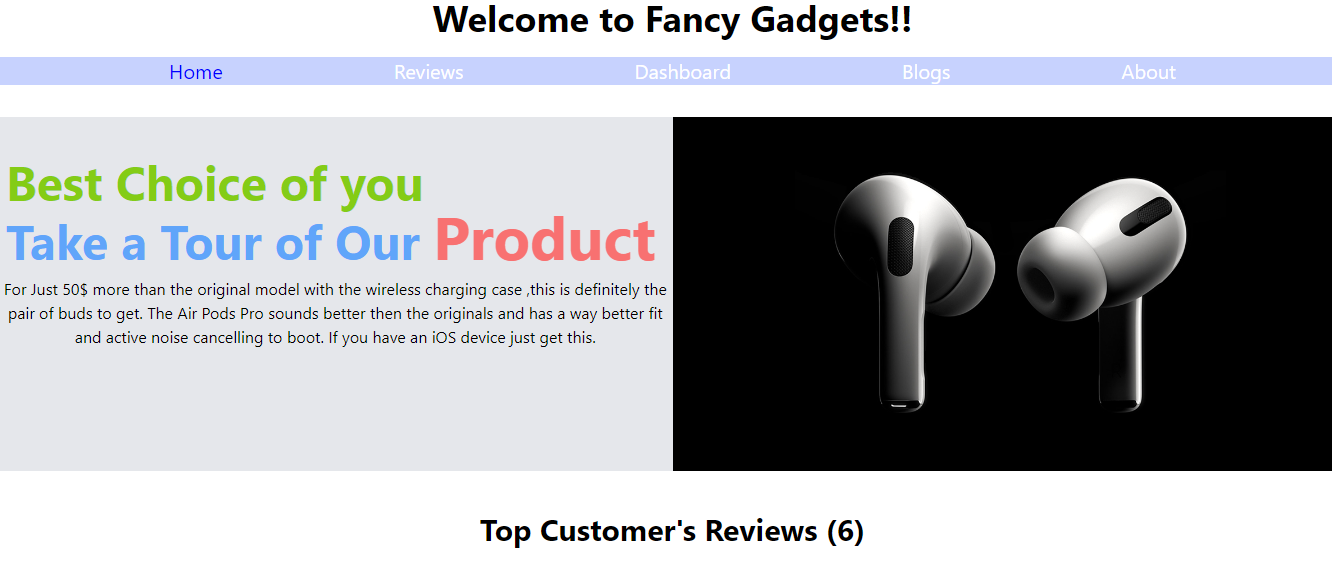 Welcome to Fancy Gadgets!!
Home Reviews Dashboard Blogs About
Best Choice of you
Take a Tour of Our Product
For Just 50$ more than the original model with the wireless charging case ,this is definitely the
pair of buds to get. The Air Pods Pro sounds better then the originals and has a way better fit
and active noise cancelling to boot. If you have an iOS device just get this.
Top Customer's Reviews (6)